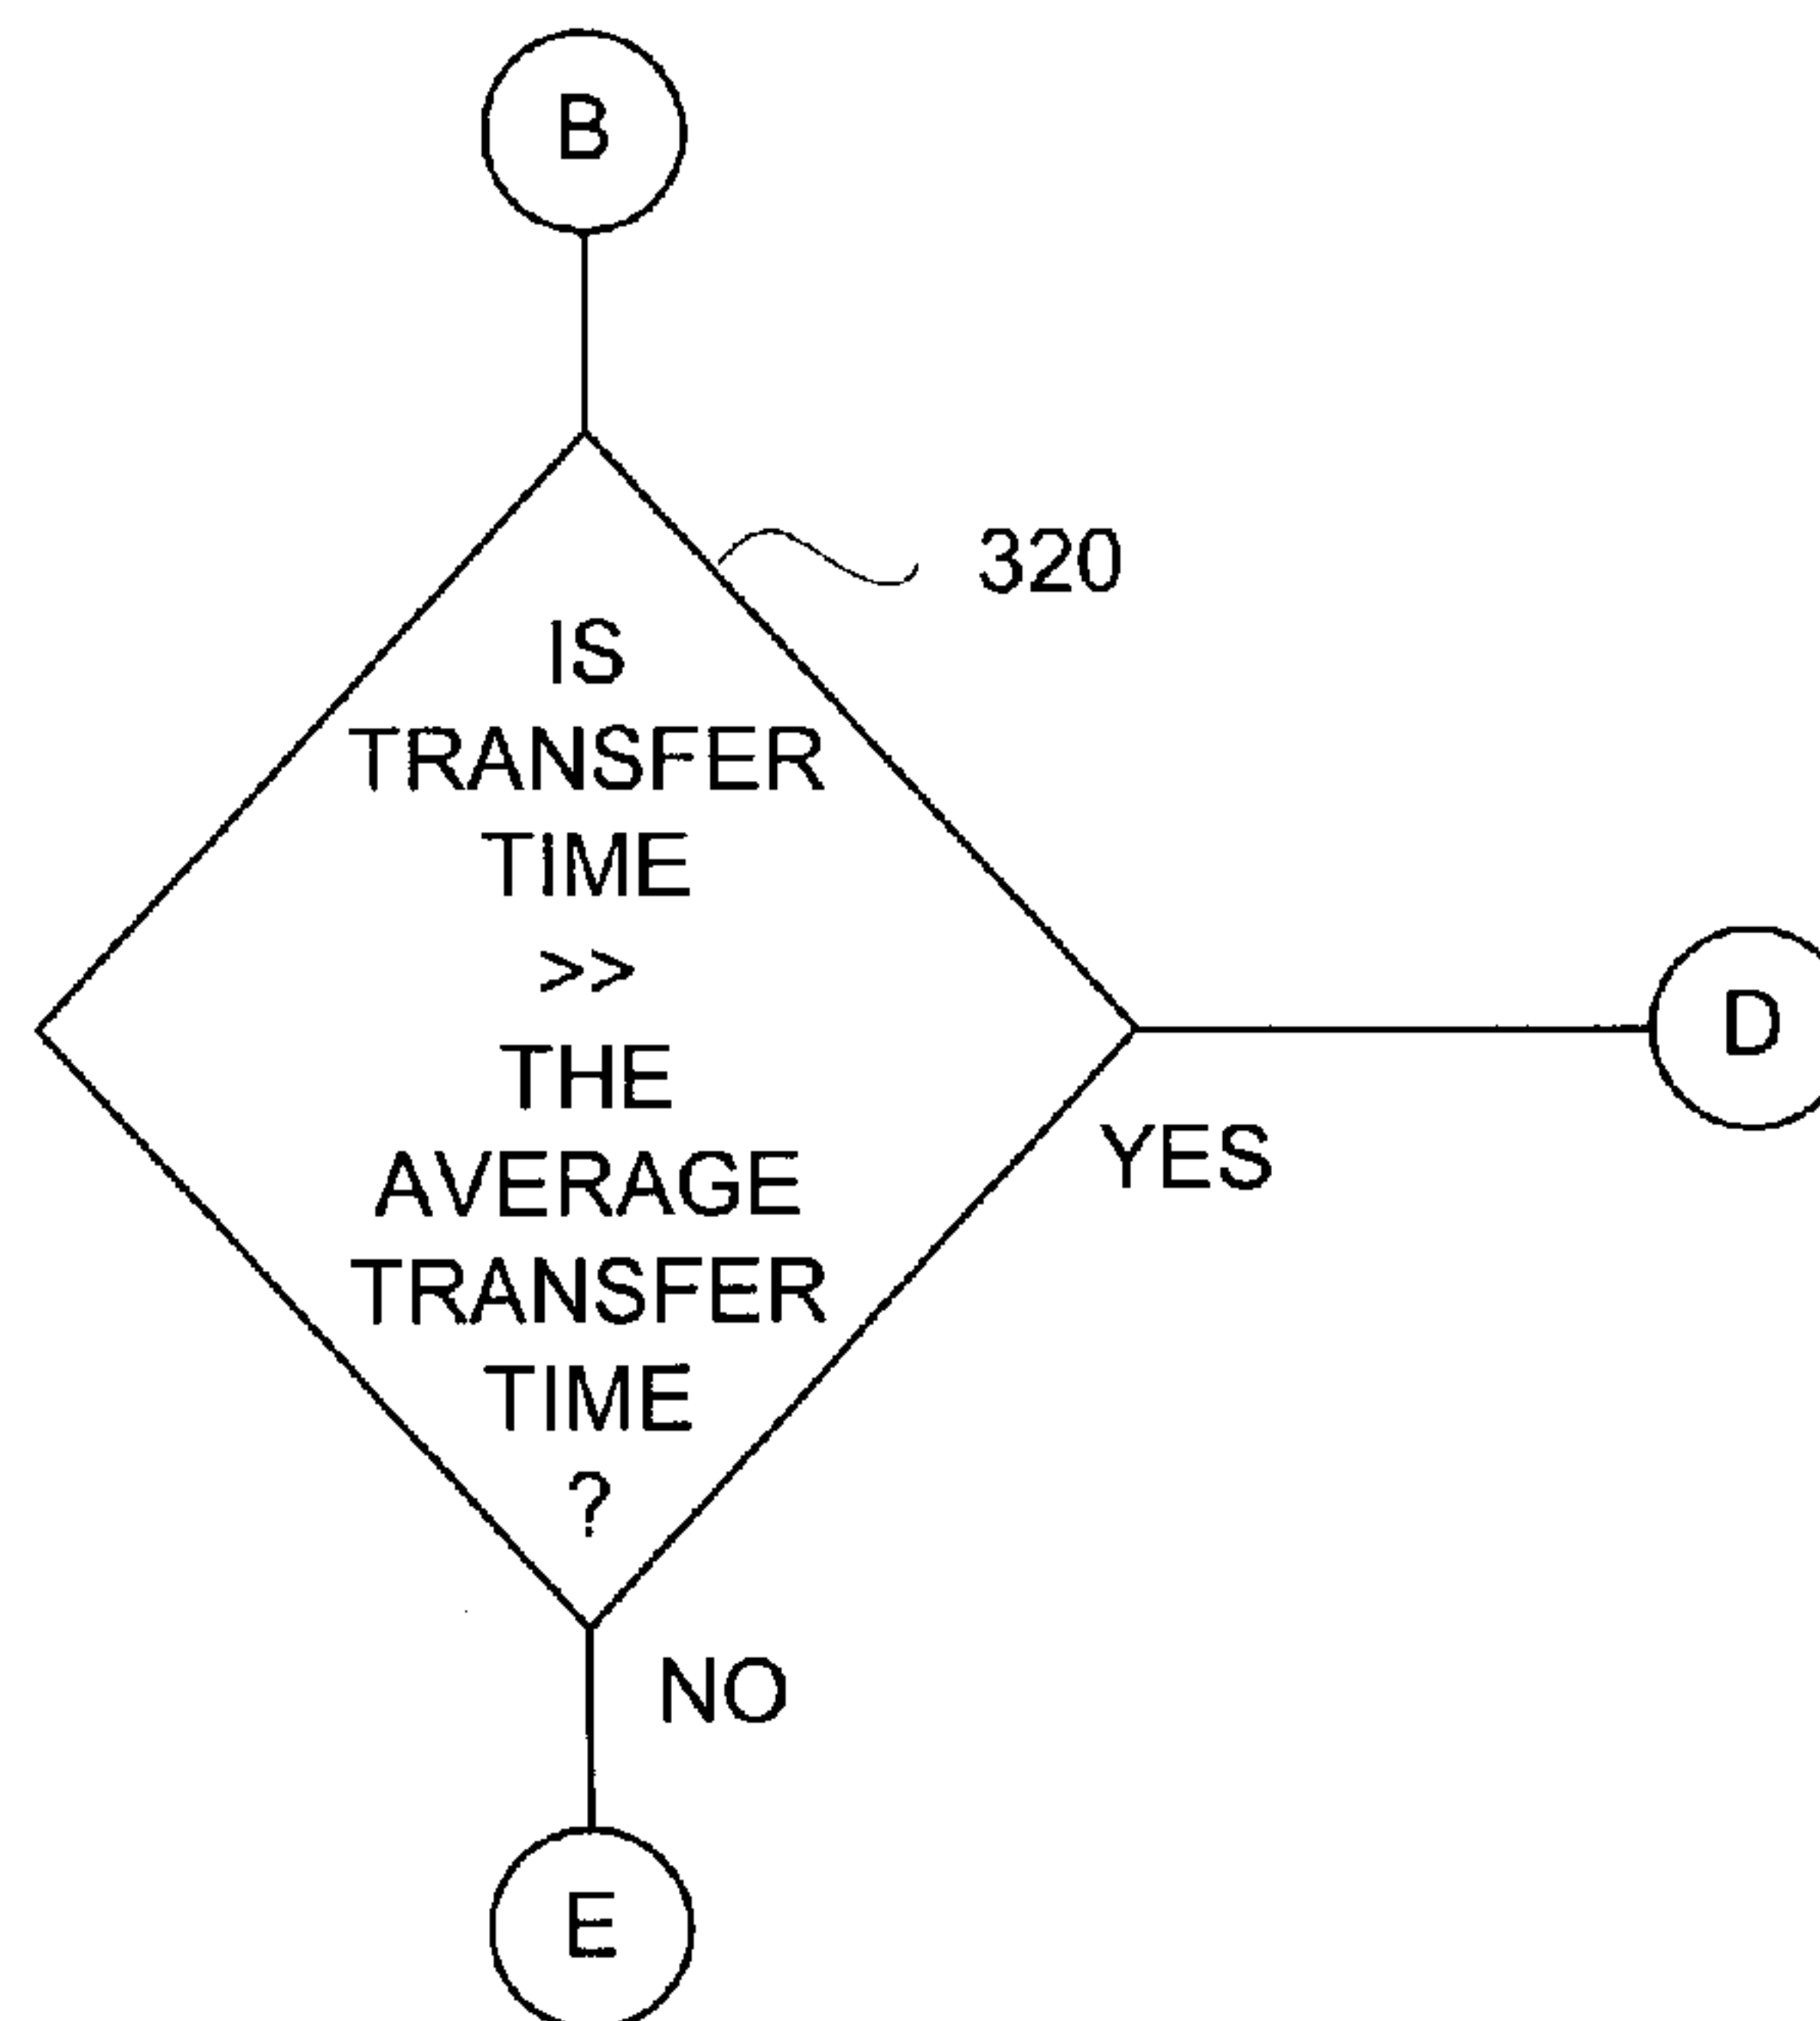 B
320
IS
TRANSFER
TIME
>>
THE
AVERAGE
TRANSFER
TIME
?
D
YES
NO
E